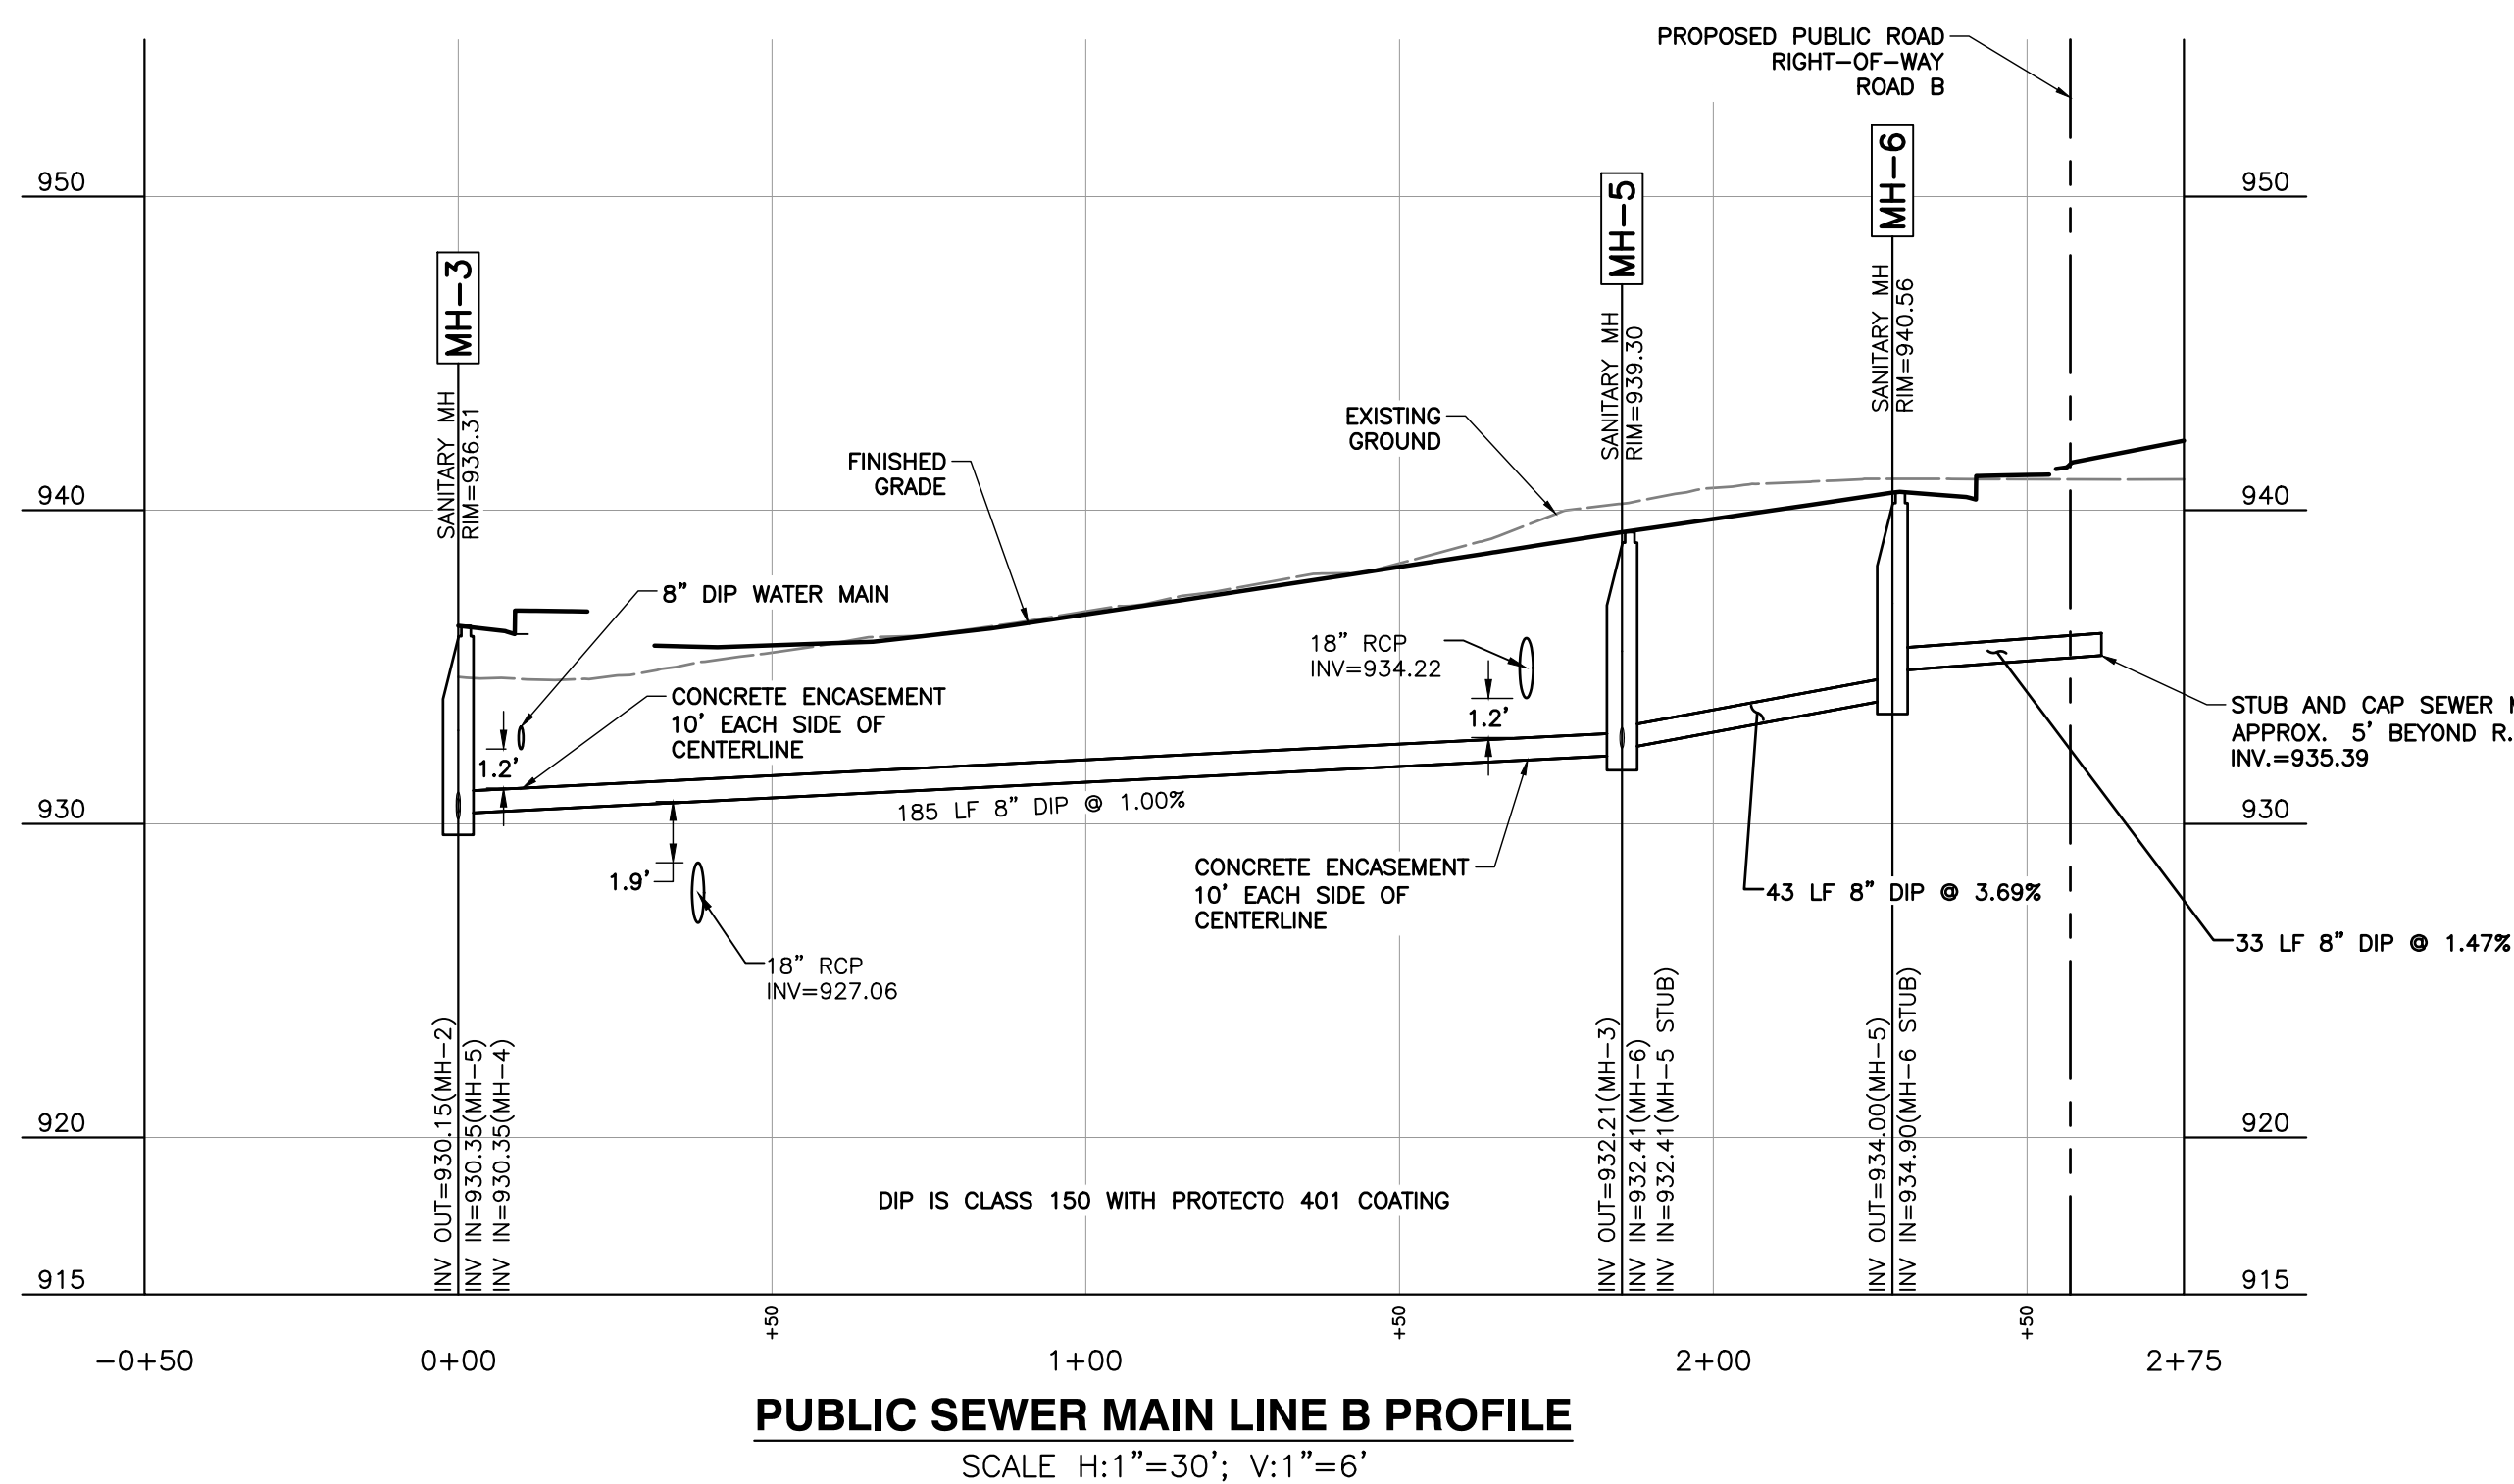 PROPOSED PUBLIC ROAD
RIGHT-OF-WAY
ROAD B
950
950
MH-3
MH-5
MH-6
SANITARY MH
RIM=936.31
SANITARY MH
RIM=939.30
SANITARY MH
RIM=940.56
EXISTING
GROUND
FINISHED
GRADE
940
940
8" DIP WATER MAIN
18" RCP
INV=934.22
CONCRETE ENCASEMENT
10' EACH SIDE OF
CENTERLINE
1.2'
1.2'
STUB AND CAP SEWER
APPROX. 5' BEYOND R.
INV.=935.39
930
930
185 LF 8" DIP @ 1.00%
1.9'
CONCRETE ENCASEMENT
10' EACH SIDE OF
CENTERLINE
43 LF 8" DIP @ 3.69%
33 LF 8" DIP @ 1.47%
18" RCP
INV=927.06
INV OUT=930.15(MH-2)
INV IN=930.35(MH-5)
INV IN=930.35(MH-4)
INV OUT=932.21(MH-3)
INV IN=932.41(MH-6)
INV IN=932.41(MH-5 STUB)
INV OUT=934.00(MH-5)
INV IN=934.90(MH-6 STUB)
920
920
DIP IS CLASS 150 WITH PROTECTO 401 COATING
915
915
+50
+50
+50
-0+50
0+00
1+00
2+00
2+75
PUBLIC SEWER MAIN LINE B PROFILE
SCALE H:1"=30'; V:1"=6'